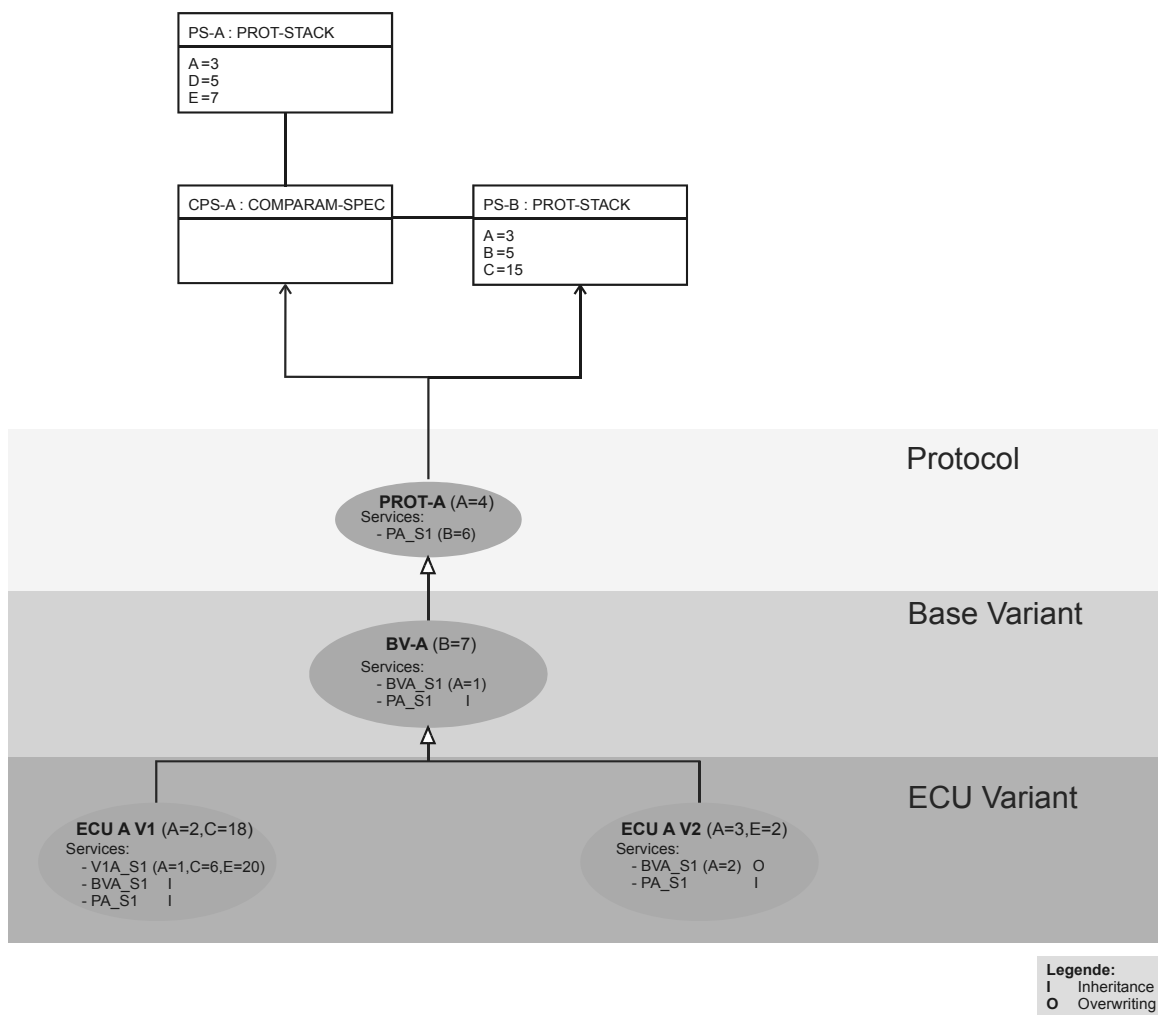 PS-A : PROT-STACK
A=3
D=5
E=7
CPS-A : COMPARAM-SPEC
PS-B : PROT-STACK
A=3
B=5
C=15
Protocol
PROT-A (A=4)
Services:
- PA_S1 (B=6)
Base Variant
BV-A (B=7)
Services:
- BVA_S1 (A=1)
- PA_S1 I
ECU Variant
ECU A V1 (A=2,C=18)
Services:
- V1A_S1 (A=1,C=6,E=20)
- BVA_S1 I
- PA_S1 I
ECU A V2 (A=3,E=2)
Services:
- BVA_S1 (A=2) O
- PA_S1 I
Legende:
I Inheritance
O Overwriting